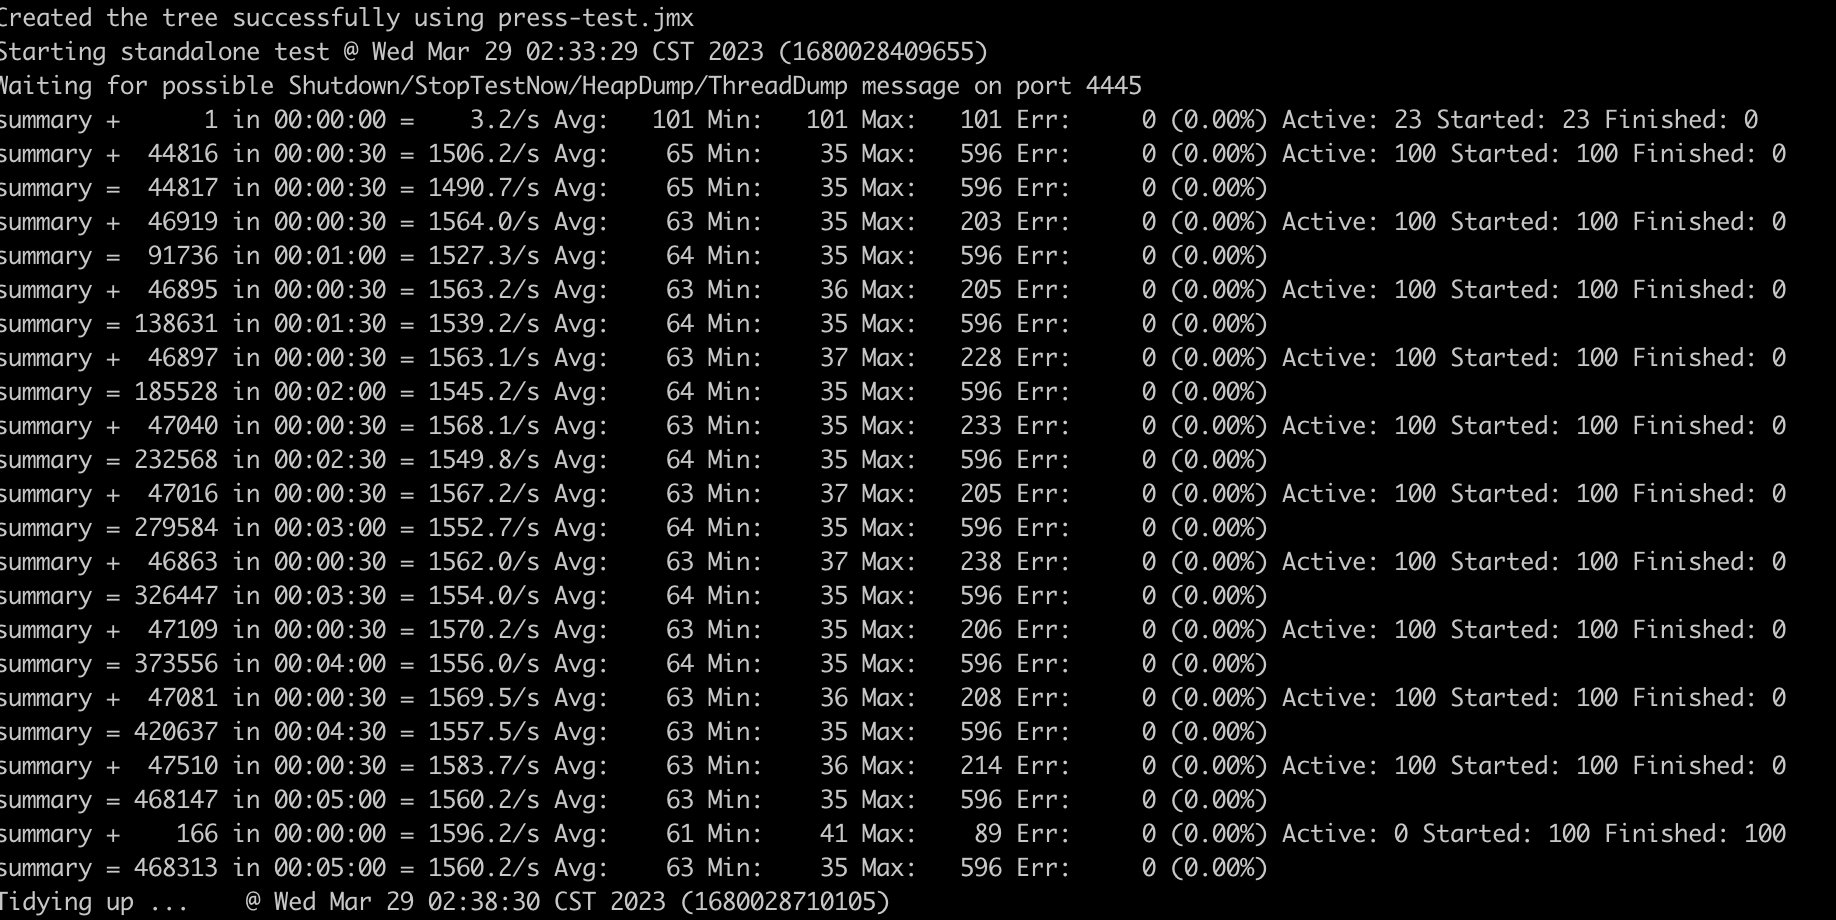 Created the tree successfully using press-test.jmx
Starting standalone test @ Wed Mar 29 02:33:29 CST 2023 (1680028409655)
Waiting for possible Shutdown/StopTestNow/HeapDump/ThreadDump message on port 4445
summary +      1 in 00:00:00 =    3.2/s Avg:   101 Min:   101 Max:   101 Err:     0 (0.00%) Active: 23 Started: 23 Finished: 0
summary +  44816 in 00:00:30 = 1506.2/s Avg:    65 Min:    35 Max:   596 Err:     0 (0.00%) Active: 100 Started: 100 Finished: 0
summary =  44817 in 00:00:30 = 1490.7/s Avg:    65 Min:    35 Max:   596 Err:     0 (0.00%)
summary +  46919 in 00:00:30 = 1564.0/s Avg:    63 Min:    35 Max:   203 Err:     0 (0.00%) Active: 100 Started: 100 Finished: 0
summary =  91736 in 00:01:00 = 1527.3/s Avg:    64 Min:    35 Max:   596 Err:     0 (0.00%)
summary +  46895 in 00:00:30 = 1563.2/s Avg:    63 Min:    36 Max:   205 Err:     0 (0.00%) Active: 100 Started: 100 Finished: 0
summary = 138631 in 00:01:30 = 1539.2/s Avg:    64 Min:    35 Max:   596 Err:     0 (0.00%)
summary +  46897 in 00:00:30 = 1563.1/s Avg:    63 Min:    37 Max:   228 Err:     0 (0.00%) Active: 100 Started: 100 Finished: 0
summary = 185528 in 00:02:00 = 1545.2/s Avg:    64 Min:    35 Max:   596 Err:     0 (0.00%)
summary +  47040 in 00:00:30 = 1568.1/s Avg:    63 Min:    35 Max:   233 Err:     0 (0.00%) Active: 100 Started: 100 Finished: 0
summary = 232568 in 00:02:30 = 1549.8/s Avg:    64 Min:    35 Max:   596 Err:     0 (0.00%)
summary +  47016 in 00:00:30 = 1567.2/s Avg:    63 Min:    37 Max:   205 Err:     0 (0.00%) Active: 100 Started: 100 Finished: 0
summary = 279584 in 00:03:00 = 1552.7/s Avg:    64 Min:    35 Max:   596 Err:     0 (0.00%)
summary +  46863 in 00:00:30 = 1562.0/s Avg:    63 Min:    37 Max:   238 Err:     0 (0.00%) Active: 100 Started: 100 Finished: 0
summary = 326447 in 00:03:30 = 1554.0/s Avg:    64 Min:    35 Max:   596 Err:     0 (0.00%)
summary +  47109 in 00:00:30 = 1570.2/s Avg:    63 Min:    35 Max:   206 Err:     0 (0.00%) Active: 100 Started: 100 Finished: 0
summary = 373556 in 00:04:00 = 1556.0/s Avg:    64 Min:    35 Max:   596 Err:     0 (0.00%)
summary +  47081 in 00:00:30 = 1569.5/s Avg:    63 Min:    36 Max:   208 Err:     0 (0.00%) Active: 100 Started: 100 Finished: 0
summary = 420637 in 00:04:30 = 1557.5/s Avg:    63 Min:    35 Max:   596 Err:     0 (0.00%)
summary +  47510 in 00:00:30 = 1583.7/s Avg:    63 Min:    36 Max:   214 Err:     0 (0.00%) Active: 100 Started: 100 Finished: 0
summary = 468147 in 00:05:00 = 1560.2/s Avg:    63 Min:    35 Max:   596 Err:     0 (0.00%)
summary +    166 in 00:00:00 = 1596.2/s Avg:    61 Min:    41 Max:    89 Err:     0 (0.00%) Active: 0 Started: 100 Finished: 100
summary = 468313 in 00:05:00 = 1560.2/s Avg:    63 Min:    35 Max:   596 Err:     0 (0.00%)
Tidying up ...    @ Wed Mar 29 02:38:30 CST 2023 (1680028710105)